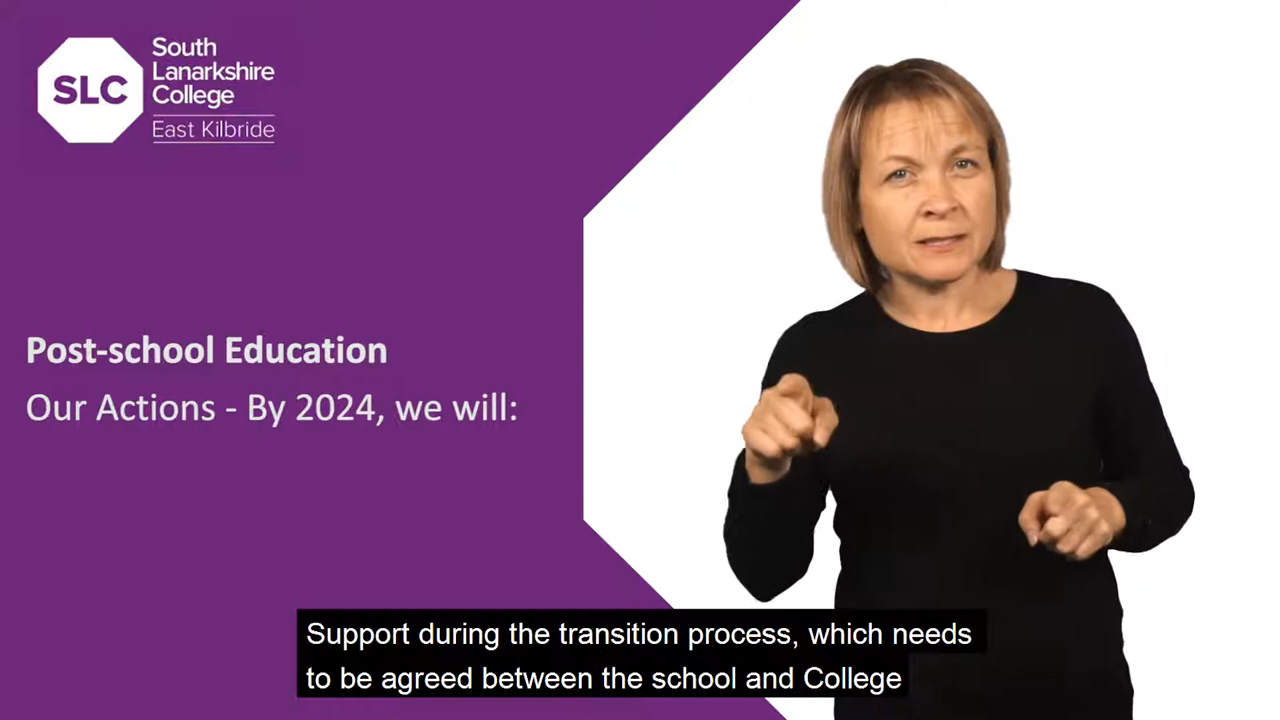 SLC
South
Lanarkshire
College
East Kilbride
Post-school Education
Our Actions - By 2024, we will:
Support during the transition process, which needs
to be agreed between the school and College